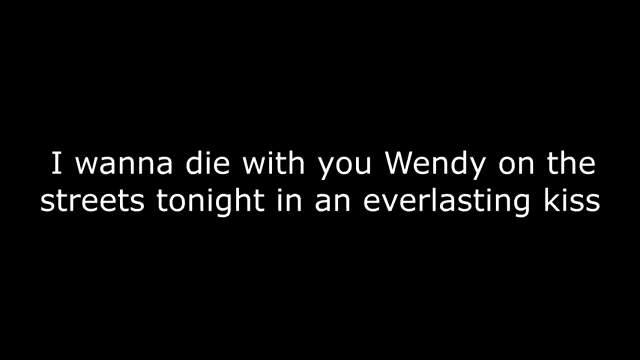 I wanna die with you Wendy on the
streets tonight in an everlasting kiss